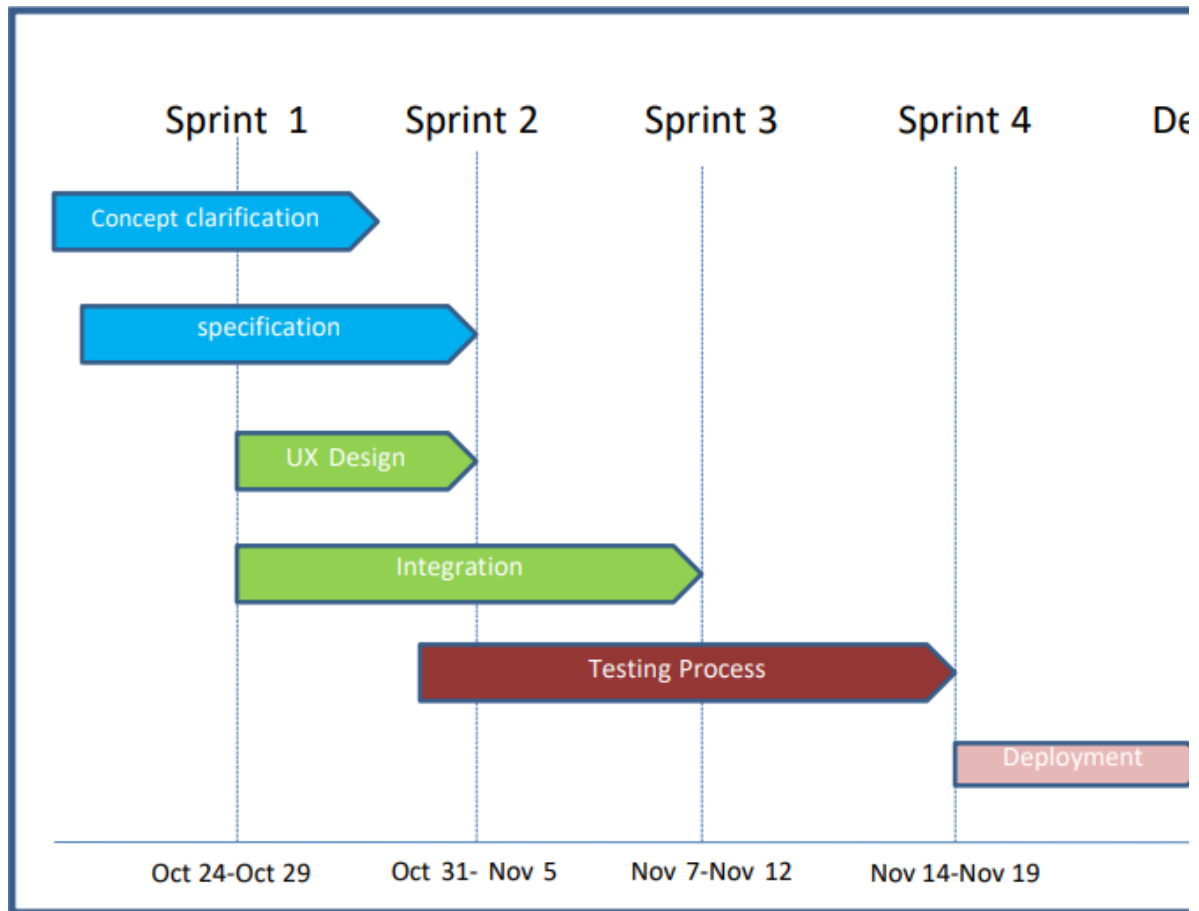 Sprint 1 Sprint 2 Sprint 3 Sprint 4 De
Concept clarification
specification
UX Design
Integration
Testing Process
Deployment
Oct 24-Oct 29 Oct 31- Nov 5 Nov 7-Nov 12 Nov 14-Nov 19